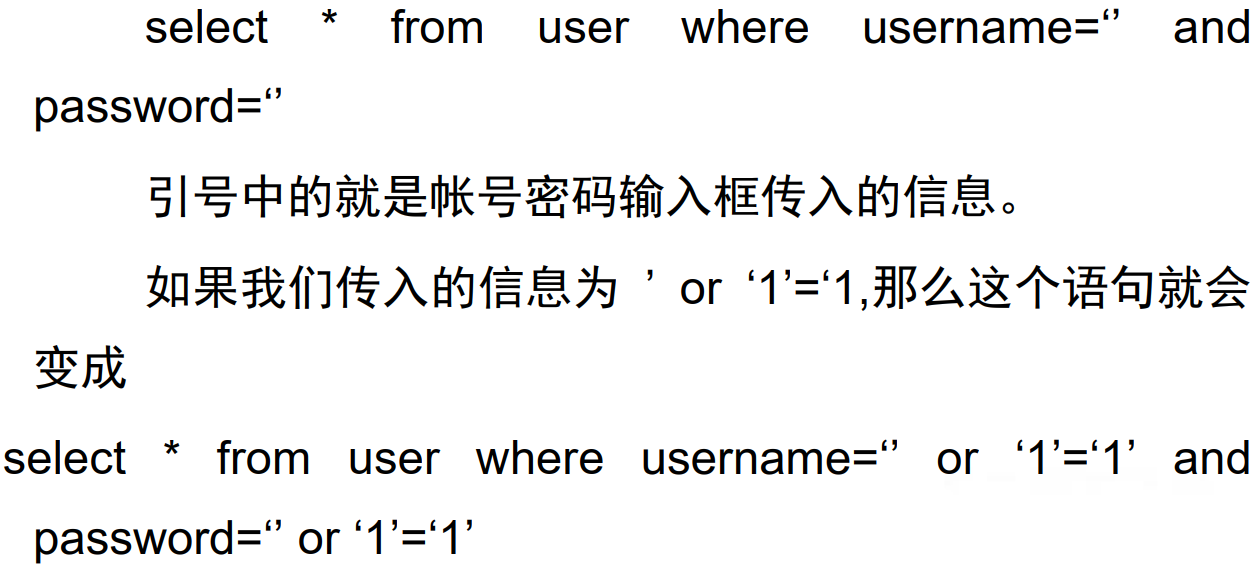 select * from user where username=‘’ and
password=‘’
引号中的就是帐号密码输入框传入的信息。
如果我们传入的信息为 ’ or ‘1’=‘1,那么这个语句就会
变成
select * from user where username=‘’ or ‘1’=‘1’ and
password=‘’ or ‘1’=‘1’